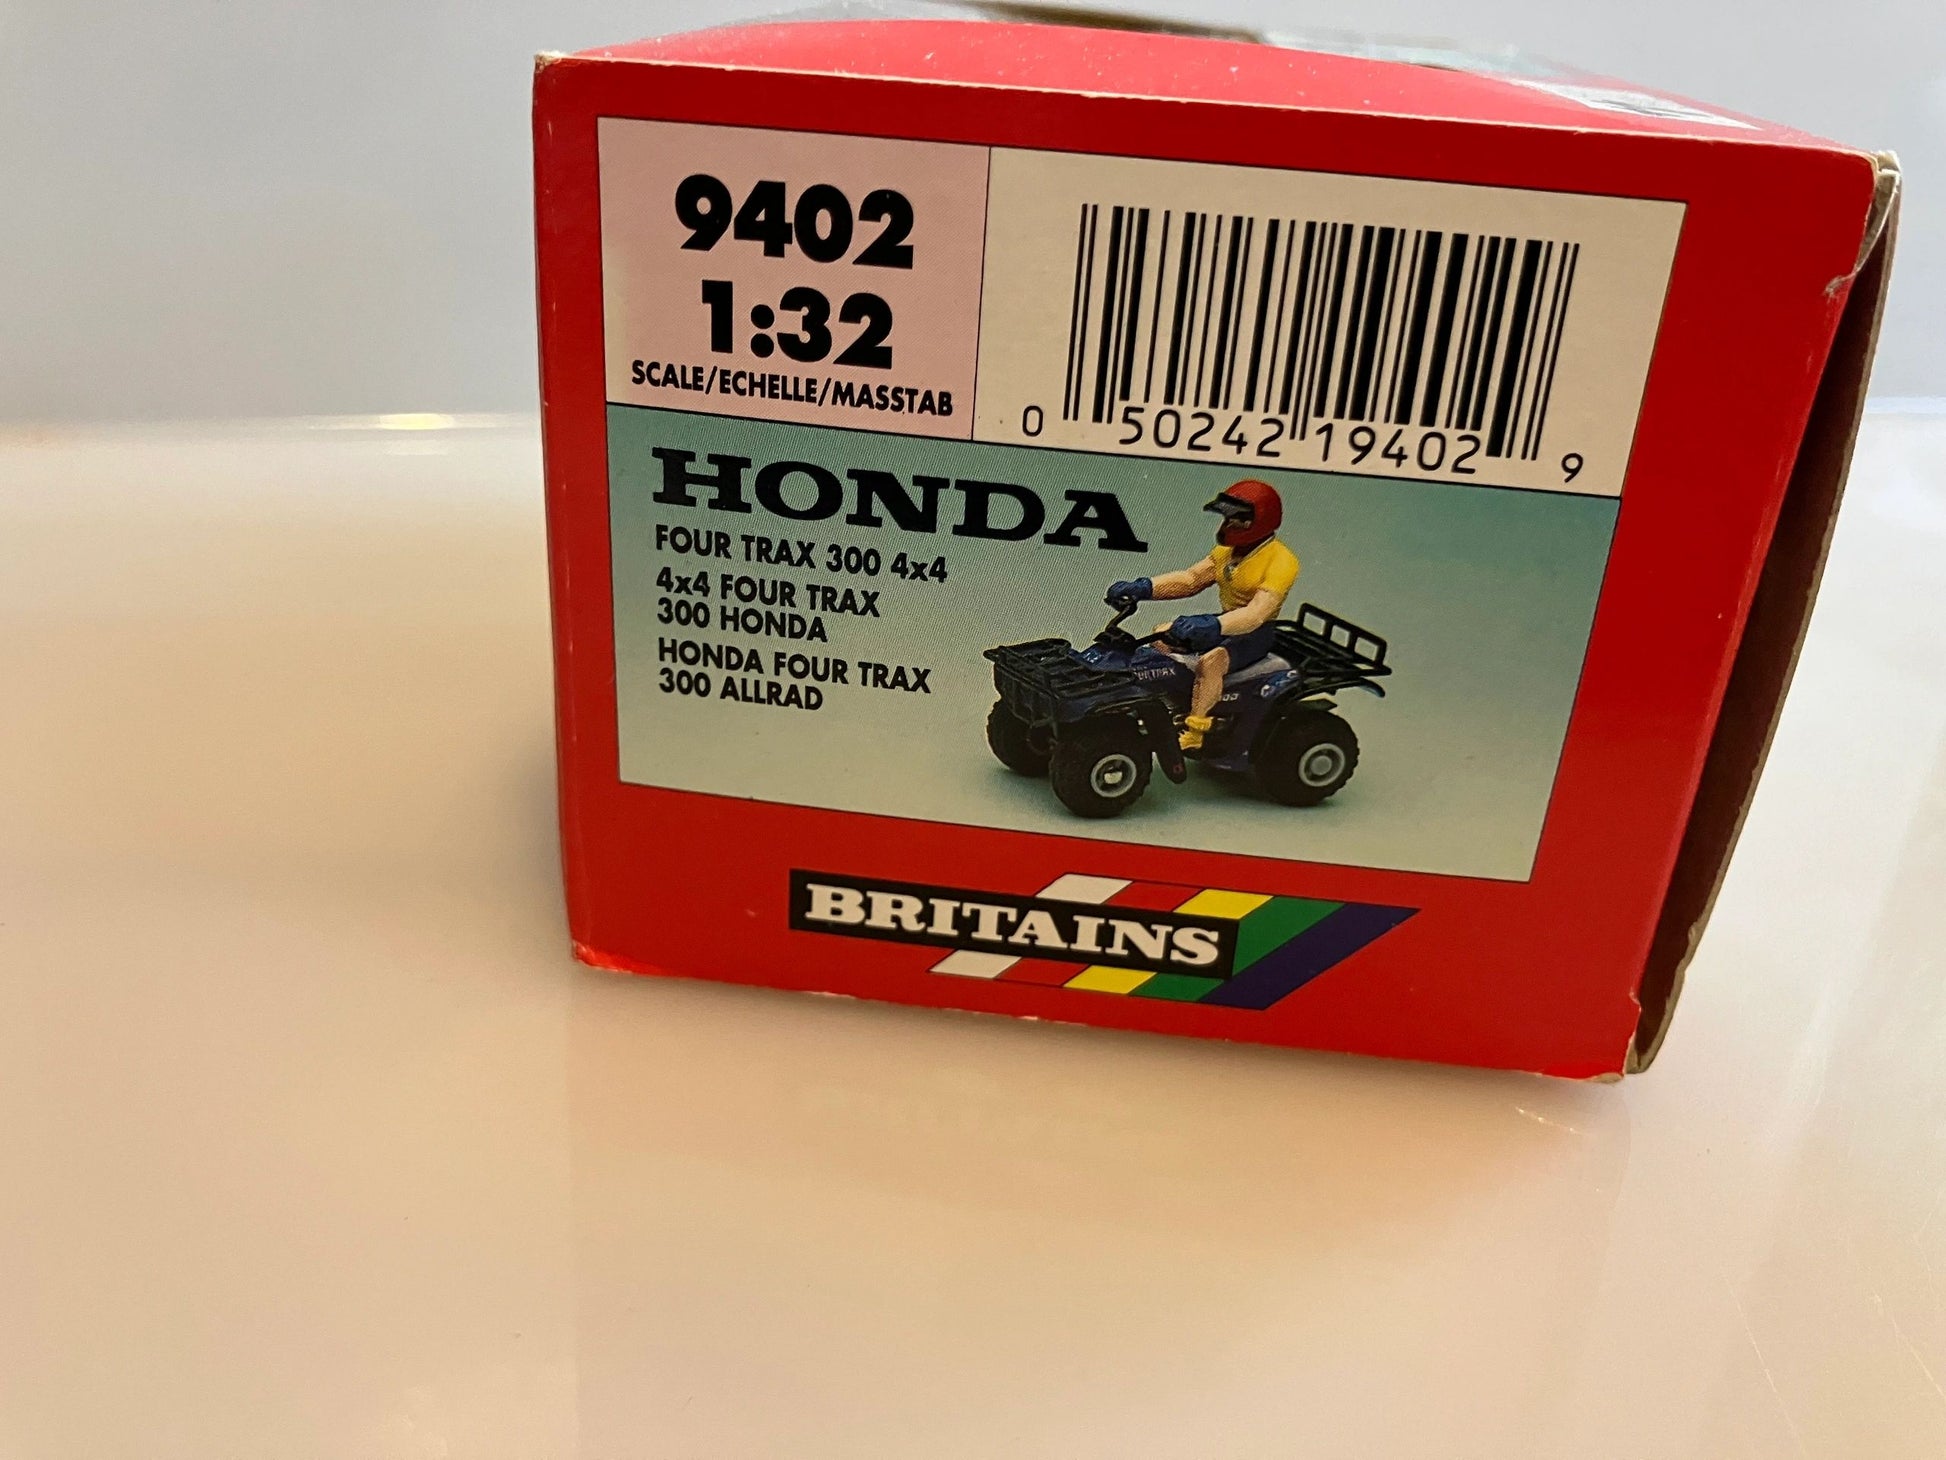 9402
1:32
SCALE/ECHELLE/MASSTAB
0 50242 19402 9
HONDA
FOUR TRAX 300 4x4
4x4 FOUR TRAX
300 HONDA
HONDA FOUR TRAX
300 ALLRAD
BRITAINS